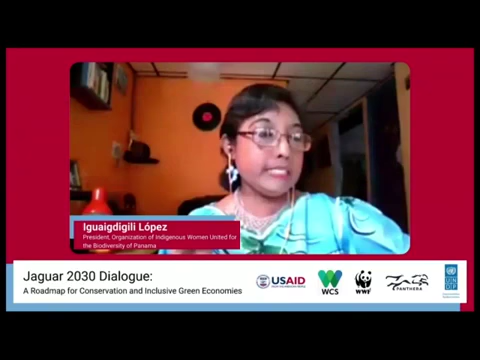 Iguaigdigili López
President, Organization of Indigenous Women United for
the Biodiversity of Panama
Jaguar 2030 Dialogue:
A Roadmap for Conservation and Inclusive Green Economies
USAID
WCS
WWF
PANTHERA